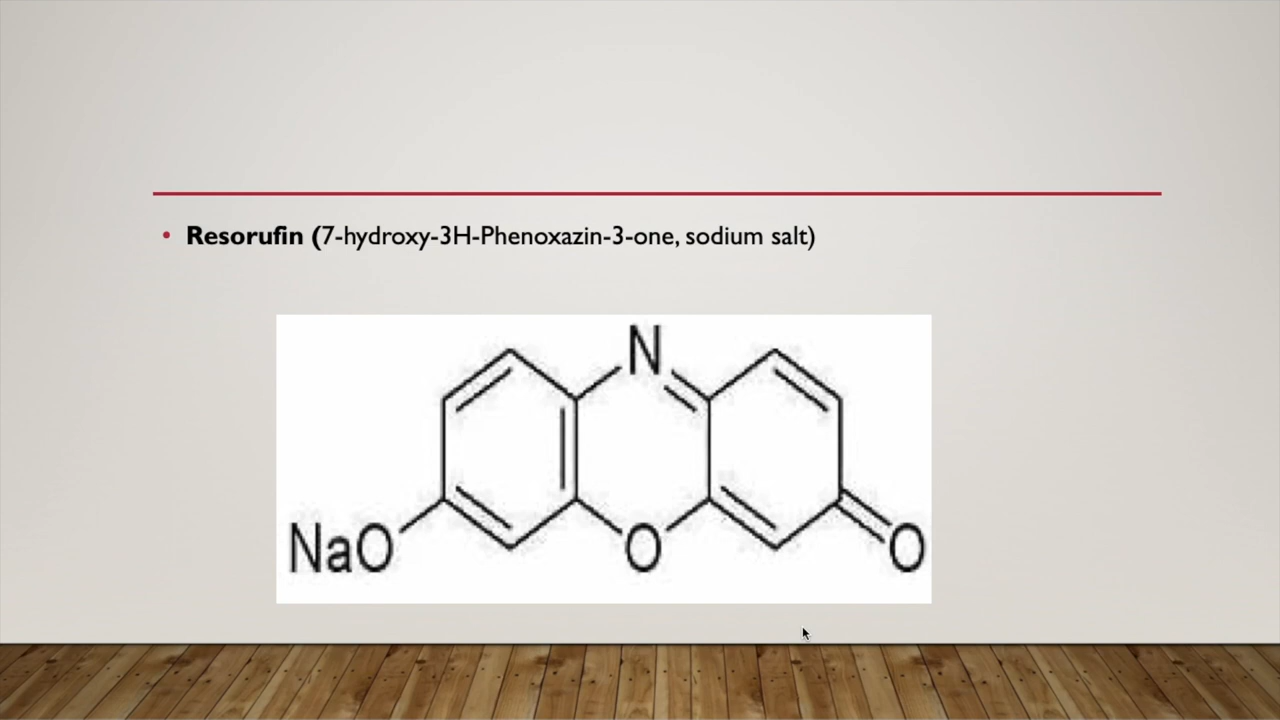 • Resorufin (7-hydroxy-3H-Phenoxazin-3-one, sodium salt)
N
NaO
O
O